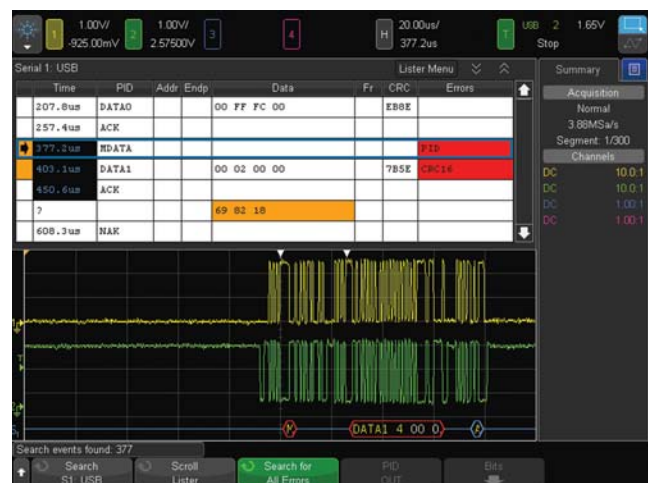 1 1.00V/ -925.00mV 2 1.00V/ 2.57500V 3 4 H 20.00us/ 377.2us T USB 2 1.65V Stop
Serial 1: USB Lister Menu
Time PID Addr Endp Data Fr CRC Errors
207.8us DATA0 00 FF FC 00 EB8E
257.4us ACK
377.2us MDATA PID
403.1us DATA1 00 02 00 00 7B5E CRC16
450.6us ACK
? 69 82 18
608.3us NAK
Summary
Acquisition
Normal
3.88MSa/s
Segment: 1/300
Channels
DC 10.0:1
DC 10.0:1
DC 1.00:1
DC 1.00:1
M DATA1 4 00 0 A
Search events found: 377
Search Scroll Search for PID Bits
S1: USB Lister All Errors OUT